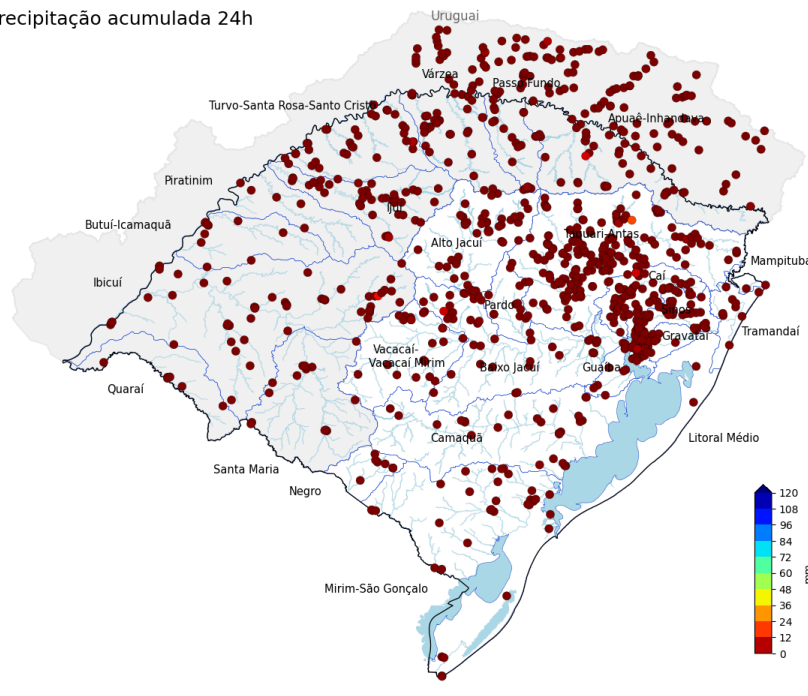 recipitação acumulada 24h
Uruguai
Várzea
Passo Fundo
Turvo-Santa Rosa-Santo Cristo
Apuaê-Inhandava
Piratinim
Ijuí
Butuí-Icamaquã
Taquari-Antas
Alto Jacuí
Mampituba
Ibicuí
Caí
Pardo
Sinos
Tramandaí
Gravataí
Vacacaí-
Vacacaí Mirim
Baixo Jacuí
Guaíba
Quaraí
Camaquã
Litoral Médio
Santa Maria
Negro
Mirim-São Gonçalo
120
108
96
84
72
60
48
36
24
12
0
mm